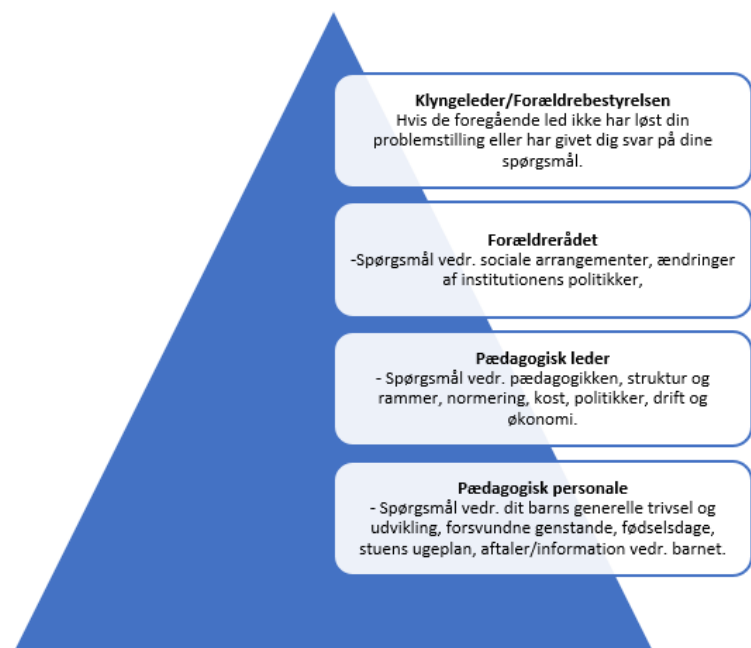 Klyngeleder/Forældrebestyrelsen
Hvis de foregående led ikke har løst din
problemstilling eller har givet dig svar på dine
spørgsmål.
Forældrerådet
-Spørgsmål vedr. sociale arrangementer, ændringer
af institutionens politikker,
Pædagogisk leder
- Spørgsmål vedr. pædagogikken, struktur og
rammer, normering, kost, politikker, drift og
økonomi.
Pædagogisk personale
- Spørgsmål vedr. dit barns generelle trivsel og
udvikling, forsvundne genstande, fødselsdage,
stuens ugeplan, aftaler/information vedr. barnet.